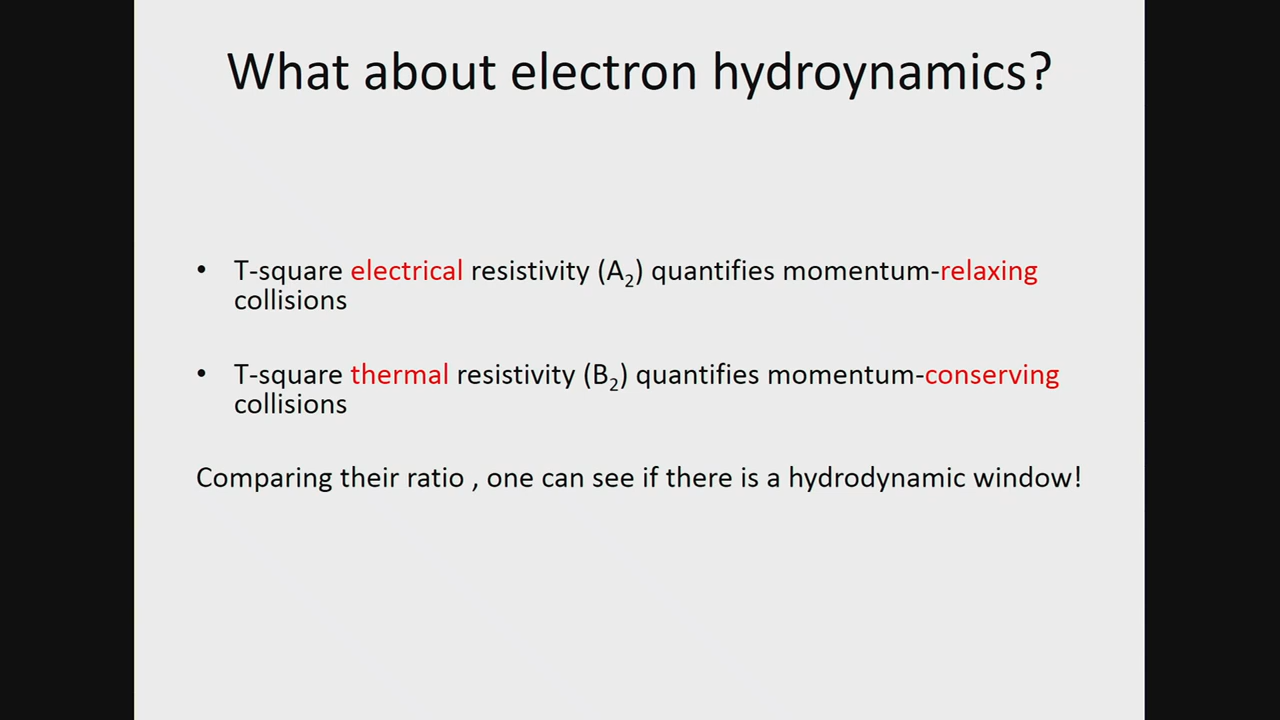 What about electron hydroynamics?
• T-square electrical resistivity (A₂) quantifies momentum-relaxing
collisions
• T-square thermal resistivity (B₂) quantifies momentum-conserving
collisions
Comparing their ratio , one can see if there is a hydrodynamic window!